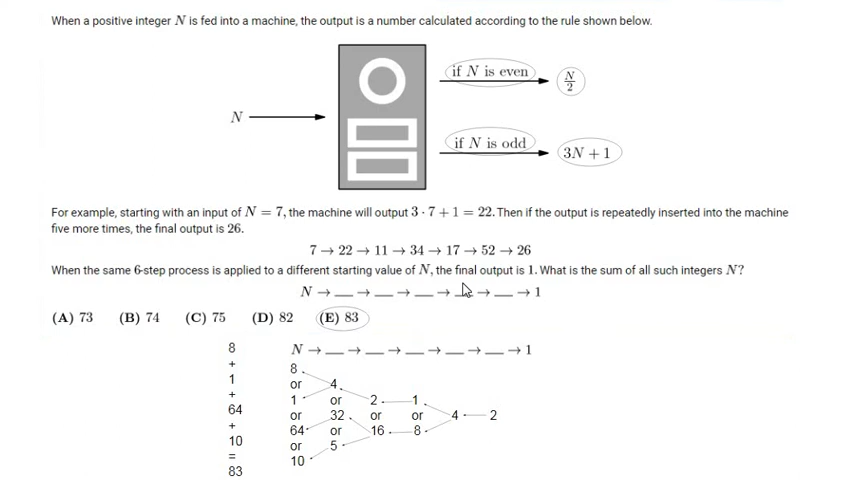 When a positive integer N is fed into a machine, the output is a number calculated according to the rule shown below.
if N is even
N/2
N
if N is odd
3N + 1
For example, starting with an input of N = 7, the machine will output 3 · 7 + 1 = 22. Then if the output is repeatedly inserted into the machine
five more times, the final output is 26.
7 → 22 → 11 → 34 → 17 → 52 → 26
When the same 6-step process is applied to a different starting value of N, the final output is 1. What is the sum of all such integers N?
N → __ → __ → __ → __ → __ → 1
(A) 73 (B) 74 (C) 75 (D) 82 (E) 83
8
+
1
+
64
+
10
=
83
N → __ → __ → __ → __ → __ → 1
8
or 4
1 or 2 1
or 32 or or 4 2
64 or 16 8
or 5
10